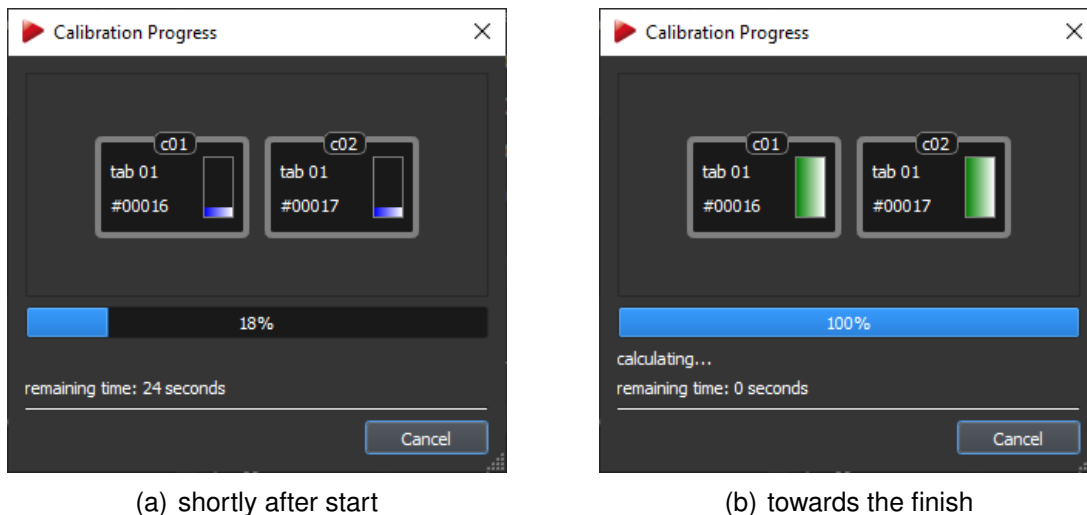 Calibration Progress
c01
c02
tab 01
tab 01
#00016
#00017
18%
remaining time: 24 seconds
Cancel
(a) shortly after start
Calibration Progress
c01
c02
tab 01
tab 01
#00016
#00017
100%
calculating...
remaining time: 0 seconds
Cancel
(b) towards the finish